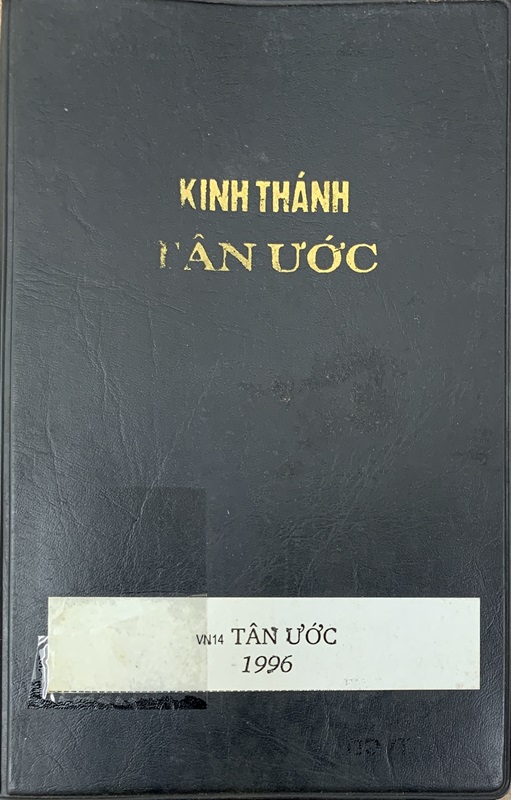 KINH THÁNH
TÂN ƯỚC
VN14 TÂN ƯỚC
1996